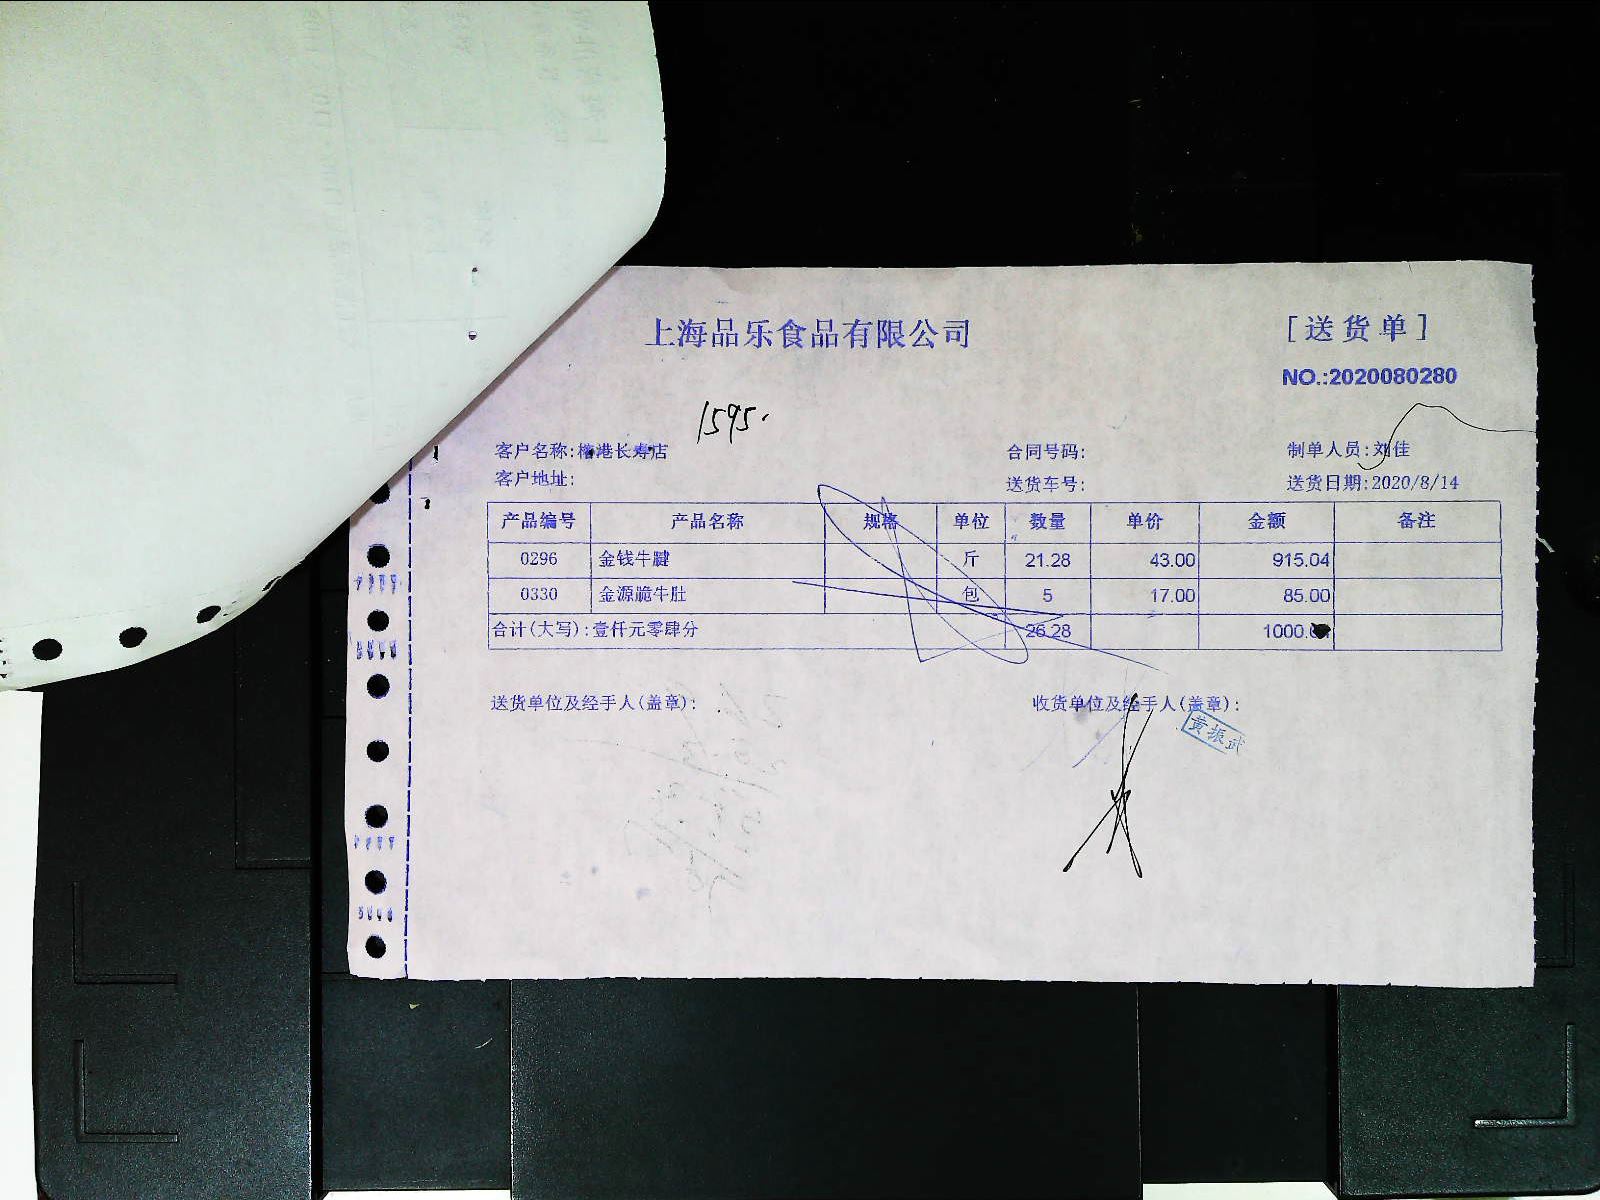 上海品乐食品有限公司
[送货单]
NO.:2020080280
1595.
客户名称:港长寿店
合同号码:
制单人员:刘佳
客户地址:
送货车号:
送货日期:2020/8/14
产品编号 产品名称 规格 单位 数量 单价 金额 备注
0296 金钱牛腱 斤 21.28 43.00 915.04
0330 金源脆牛肚 包 5 17.00 85.00
合计(大写):壹仟元零肆分 26.28 1000.0
送货单位及经手人(盖章):
收货单位及经手人(盖章):
黄振武